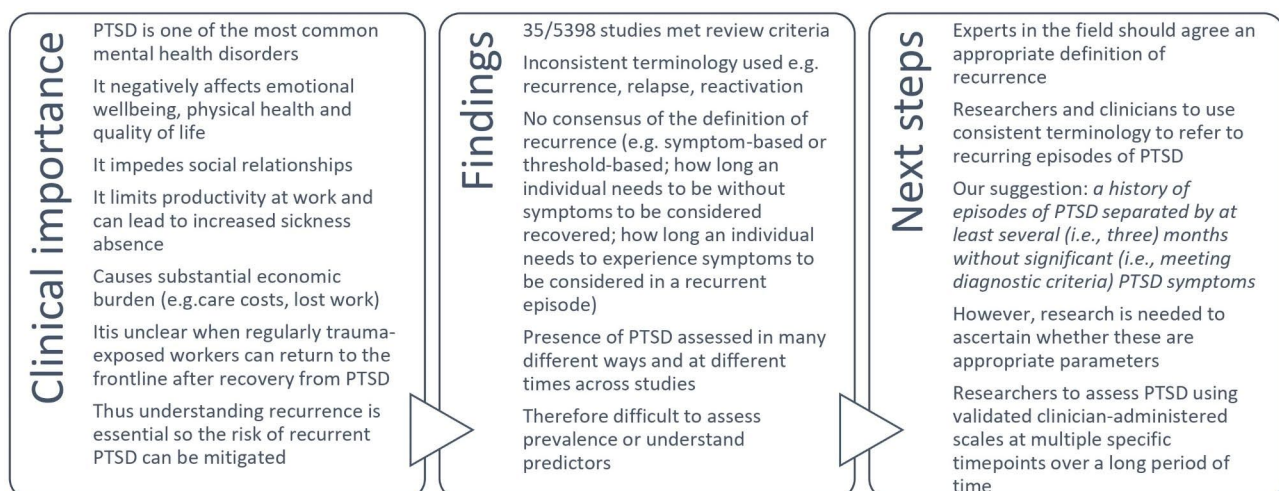 Clinical importance
PTSD is one of the most common
mental health disorders
It negatively affects emotional
wellbeing, physical health and
quality of life
It impedes social relationships
It limits productivity at work and
can lead to increased sickness
absence
Causes substantial economic
burden (e.g.care costs, lost work)
Itis unclear when regularly trauma-
exposed workers can return to the
frontline after recovery from PTSD
Thus understanding recurrence is
essential so the risk of recurrent
PTSD can be mitigated
Findings
35/5398 studies met review criteria
Inconsistent terminology used e.g.
recurrence, relapse, reactivation
No consensus of the definition of
recurrence (e.g. symptom-based or
threshold-based; how long an
individual needs to be without
symptoms to be considered
recovered; how long an individual
needs to experience symptoms to
be considered in a recurrent
episode)
Presence of PTSD assessed in many
different ways and at different
times across studies
Therefore difficult to assess
prevalence or understand
predictors
Next steps
Experts in the field should agree an
appropriate definition of
recurrence
Researchers and clinicians to use
consistent terminology to refer to
recurring episodes of PTSD
Our suggestion: a history of
episodes of PTSD separated by at
least several (i.e., three) months
without significant (i.e., meeting
diagnostic criteria) PTSD symptoms
However, research is needed to
ascertain whether these are
appropriate parameters
Researchers to assess PTSD using
validated clinician-administered
scales at multiple specific
timepoints over a long period of
time